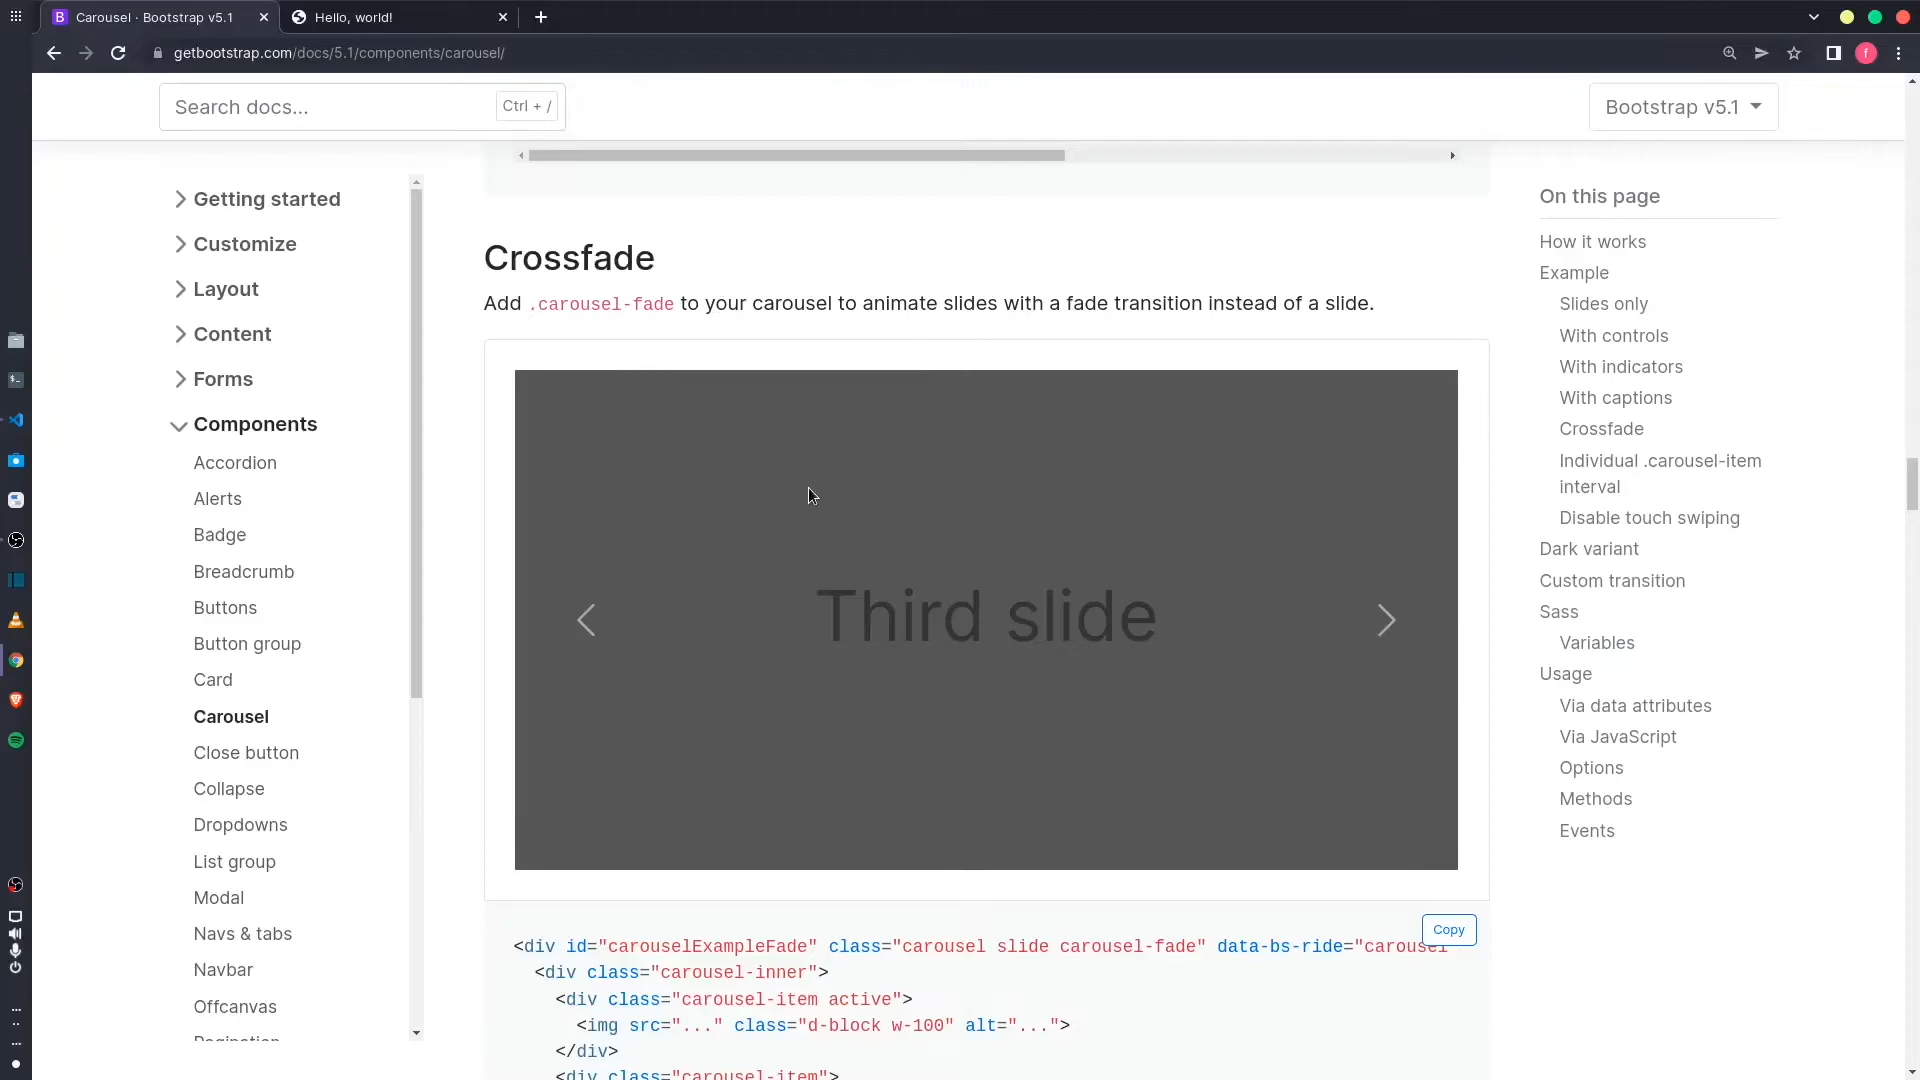 Carousel · Bootstrap v5.1
Hello, world!
getbootstrap.com/docs/5.1/components/carousel/
f
Search docs...
Ctrl + /
Bootstrap v5.1
Getting started
Customize
Layout
Content
Forms
Components
Accordion
Alerts
Badge
Breadcrumb
Buttons
Button group
Card
Carousel
Close button
Collapse
Dropdowns
List group
Modal
Navs & tabs
Navbar
Offcanvas
Pagination
Crossfade
Add .carousel-fade to your carousel to animate slides with a fade transition instead of a slide.
Third slide
Copy
<div id="carouselExampleFade" class="carousel slide carousel-fade" data-bs-ride="carousel
<div class="carousel-inner">
<div class="carousel-item active">
<img src="..." class="d-block w-100" alt="...">
</div>
<div class="carousel-item">
On this page
How it works
Example
Slides only
With controls
With indicators
With captions
Crossfade
Individual .carousel-item
interval
Disable touch swiping
Dark variant
Custom transition
Sass
Variables
Usage
Via data attributes
Via JavaScript
Options
Methods
Events